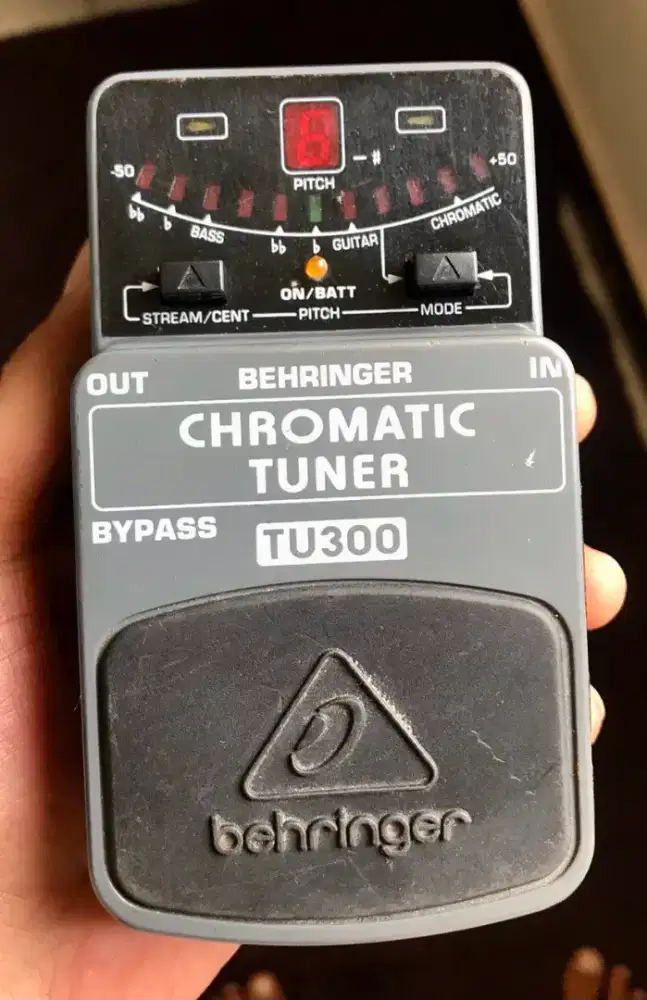 8
-#
-50
+50
PITCH
bb b BASS bb b GUITAR CHROMATIC
ON/BATT
STREAM/CENT PITCH MODE
OUT BEHRINGER IN
CHROMATIC
TUNER
BYPASS
TU300
behringer